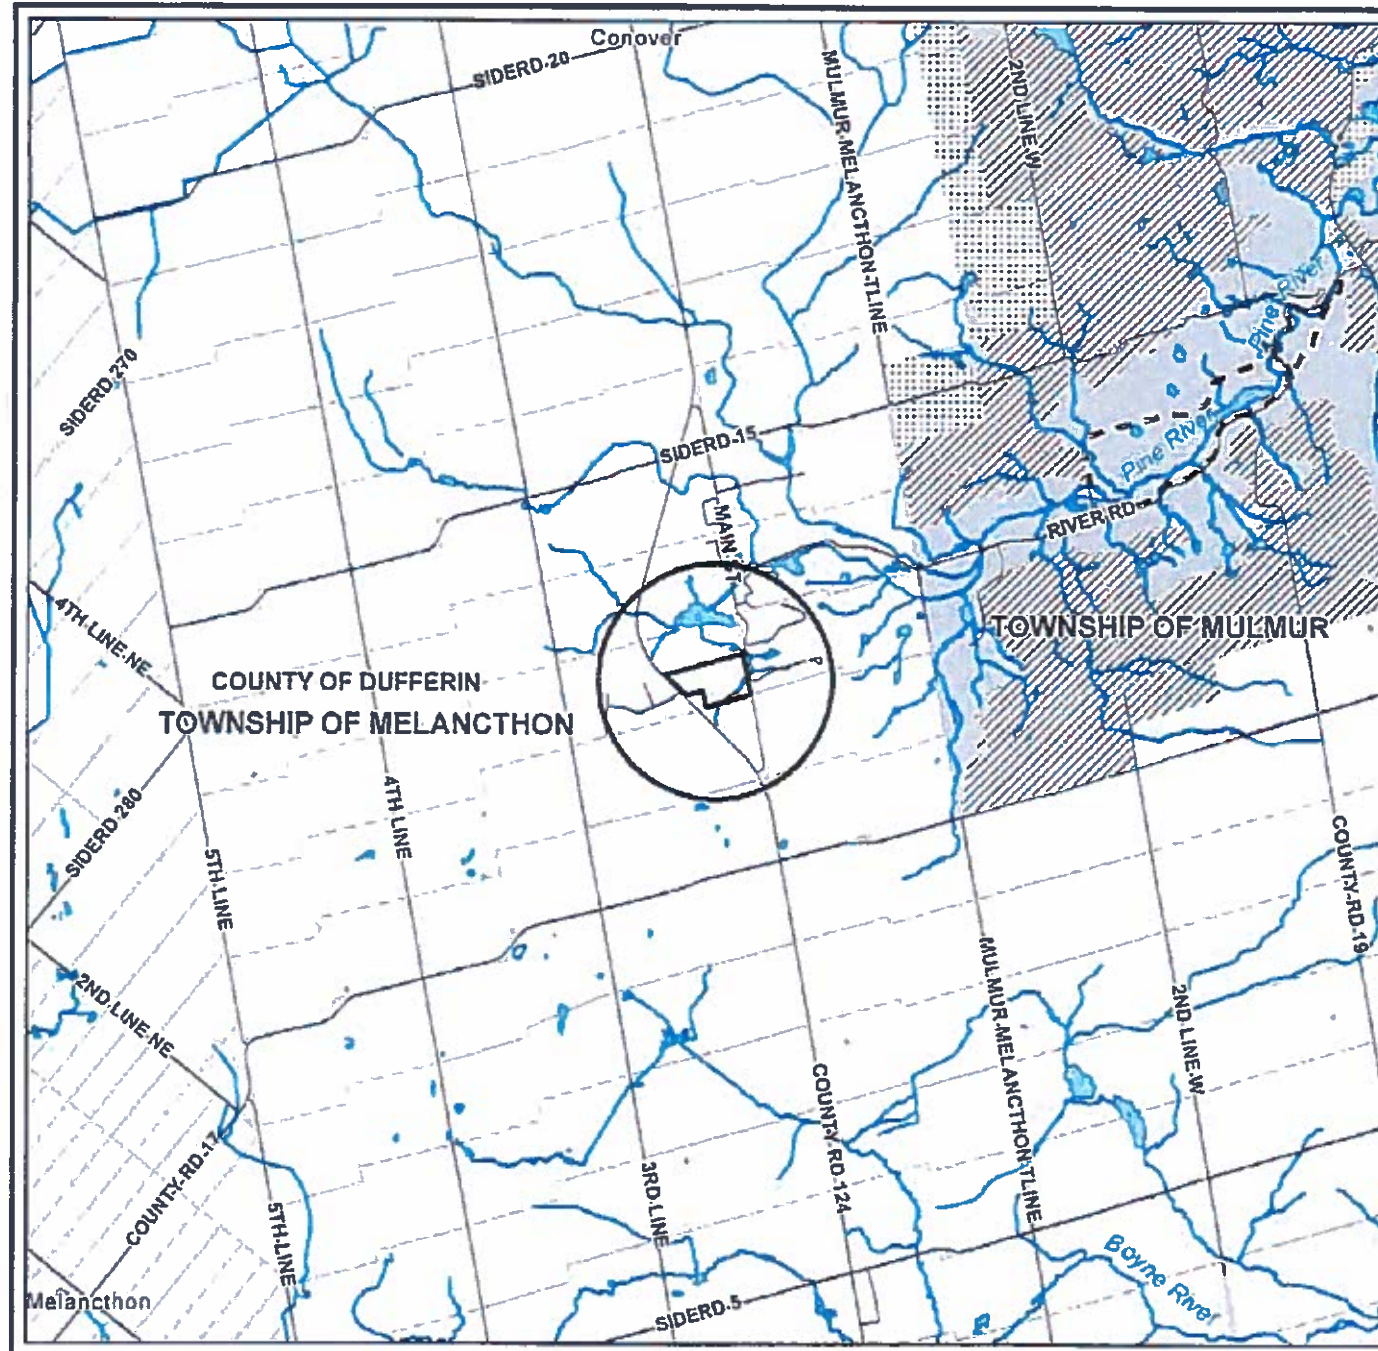 Conover
SIDERD-20
MULMUR-MELANCTHON-TLINE
2ND-LINE-W
Pine River
SIDERD-270
SIDERD-15
Pine River
MAIN-ST
RIVER-RD
4TH-LINE-NE
TOWNSHIP OF MULMUR
P
COUNTY OF DUFFERIN
TOWNSHIP OF MELANCTHON
4TH-LINE
SIDERD-280
5TH-LINE
COUNTY-RD-19
2ND-LINE-NE
MULMUR-MELANCTHON-TLINE
2ND-LINE-W
COUNTY-RD-124
COUNTY-RD-17
3RD-LINE
5TH-LINE
Boyne River
Melancthon
SIDERD-5